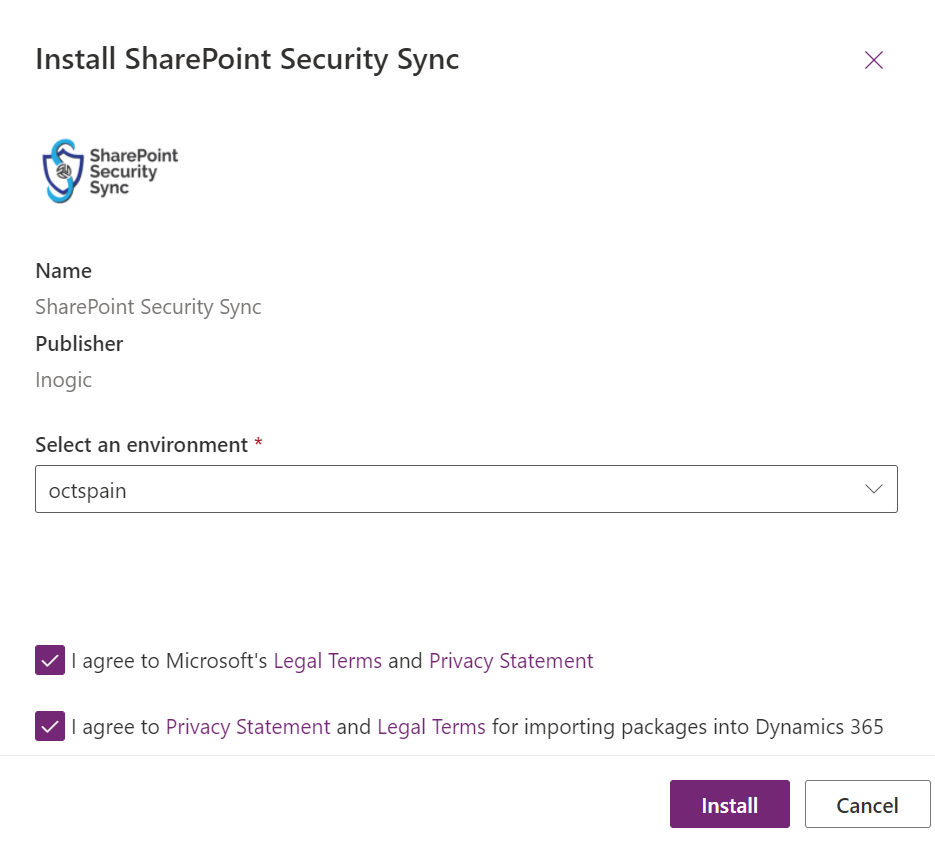 Install SharePoint Security Sync
SharePoint
Security
Sync
Name
SharePoint Security Sync
Publisher
Inogic
Select an environment *
octspain
I agree to Microsoft's Legal Terms and Privacy Statement
I agree to Privacy Statement and Legal Terms for importing packages into Dynamics 365
Install
Cancel